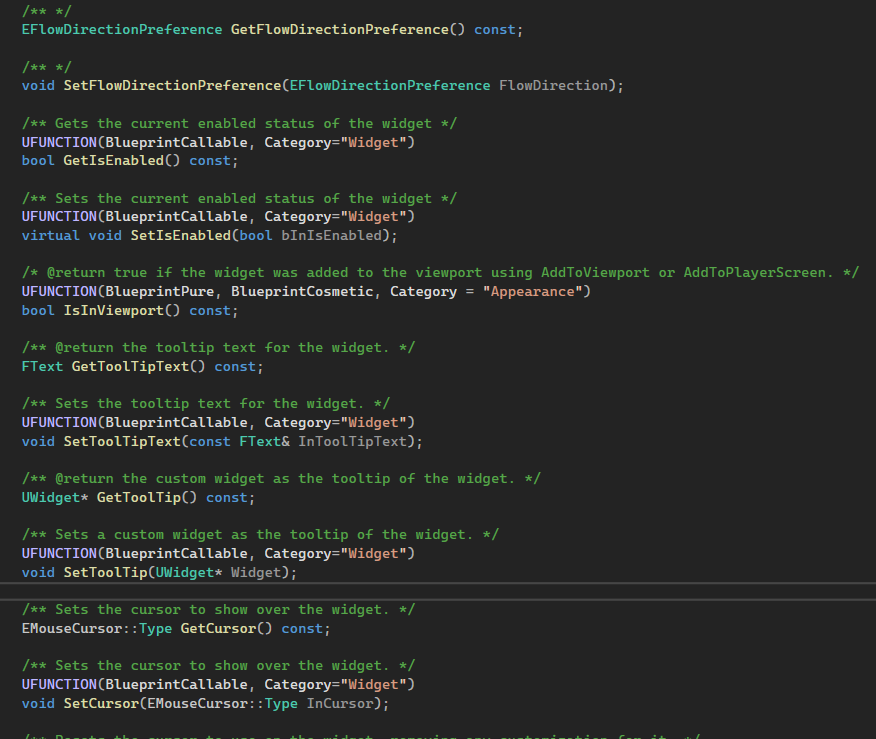 /** */
EFlowDirectionPreference GetFlowDirectionPreference() const;
/** */
void SetFlowDirectionPreference(EFlowDirectionPreference FlowDirection);
/** Gets the current enabled status of the widget */
UFUNCTION(BlueprintCallable, Category="Widget")
bool GetIsEnabled() const;
/** Sets the current enabled status of the widget */
UFUNCTION(BlueprintCallable, Category="Widget")
virtual void SetIsEnabled(bool bInIsEnabled);
/* @return true if the widget was added to the viewport using AddToViewport or AddToPlayerScreen. */
UFUNCTION(BlueprintPure, BlueprintCosmetic, Category = "Appearance")
bool IsInViewport() const;
/** @return the tooltip text for the widget. */
FText GetToolTipText() const;
/** Sets the tooltip text for the widget. */
UFUNCTION(BlueprintCallable, Category="Widget")
void SetToolTipText(const FText& InToolTipText);
/** @return the custom widget as the tooltip of the widget. */
UWidget* GetToolTip() const;
/** Sets a custom widget as the tooltip of the widget. */
UFUNCTION(BlueprintCallable, Category="Widget")
void SetToolTip(UWidget* Widget);
/** Sets the cursor to show over the widget. */
EMouseCursor::Type GetCursor() const;
/** Sets the cursor to show over the widget. */
UFUNCTION(BlueprintCallable, Category="Widget")
void SetCursor(EMouseCursor::Type InCursor);